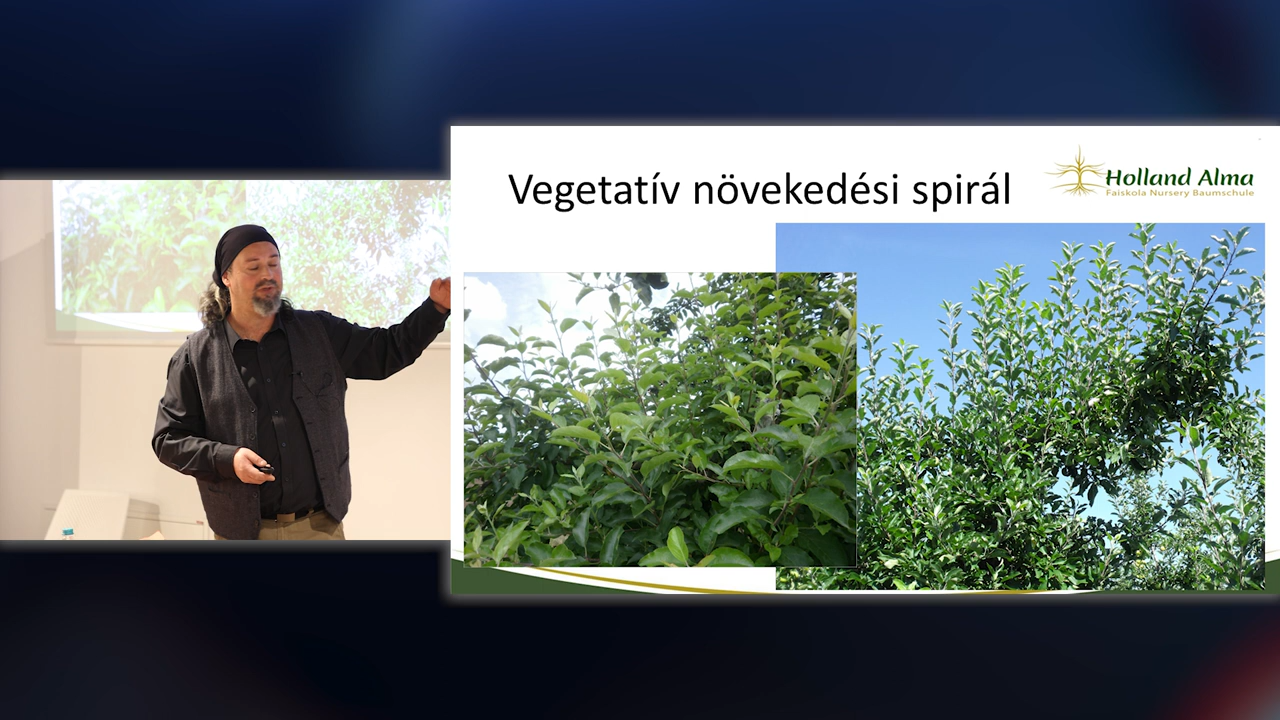 Vegetatív növekedési spirál
Holland Alma
Faiskola Nursery Baumschule